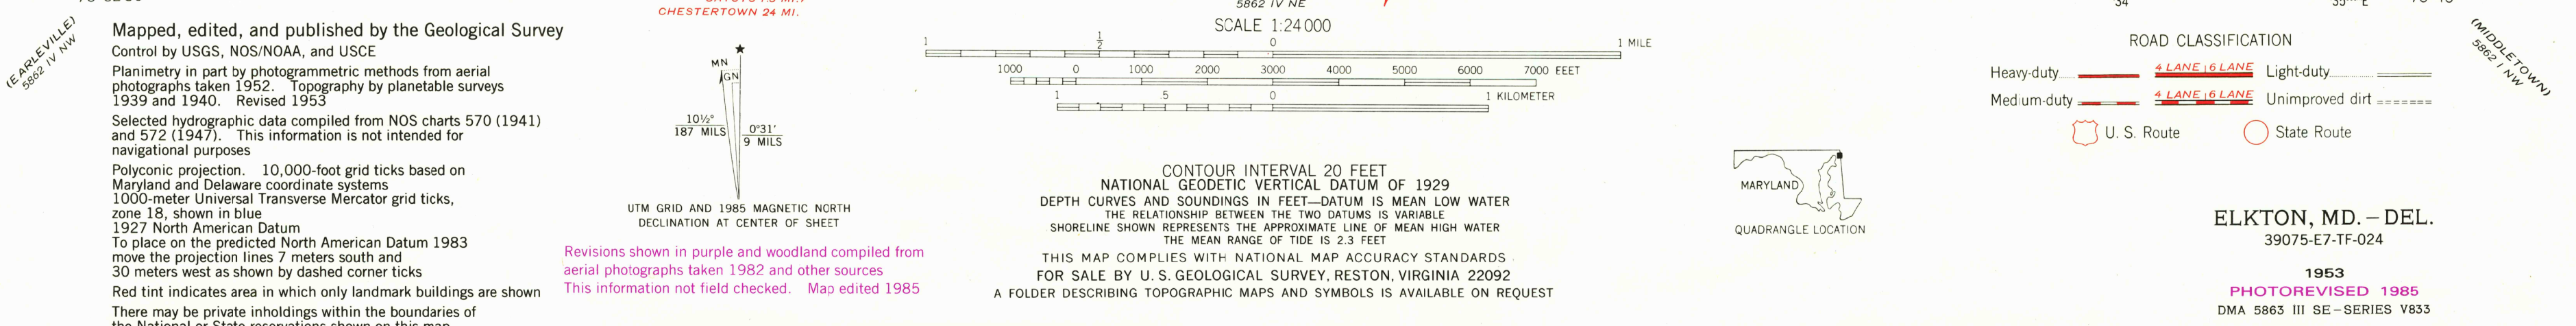 CHESTERTOWN 24 MI.
5862 IV NE
34
(EARLEVILLE)
5862 IV NW
Mapped, edited, and published by the Geological Survey
Control by USGS, NOS/NOAA, and USCE
Planimetry in part by photogrammetric methods from aerial
photographs taken 1952. Topography by planetable surveys
1939 and 1940. Revised 1953
Selected hydrographic data compiled from NOS charts 570 (1941)
and 572 (1947). This information is not intended for
navigational purposes
Polyconic projection. 10,000-foot grid ticks based on
Maryland and Delaware coordinate systems
1000-meter Universal Transverse Mercator grid ticks,
zone 18, shown in blue
1927 North American Datum
To place on the predicted North American Datum 1983
move the projection lines 7 meters south and
30 meters west as shown by dashed corner ticks
Red tint indicates area in which only landmark buildings are shown
There may be private inholdings within the boundaries of
the National or State reservations shown on this map
MN
GN
10½°
187 MILS
0°31'
9 MILS
UTM GRID AND 1985 MAGNETIC NORTH
DECLINATION AT CENTER OF SHEET
Revisions shown in purple and woodland compiled from
aerial photographs taken 1982 and other sources
This information not field checked. Map edited 1985
SCALE 1:24 000
1 ½ 0 1 MILE
1000 0 1000 2000 3000 4000 5000 6000 7000 FEET
1 .5 0 1 KILOMETER
CONTOUR INTERVAL 20 FEET
NATIONAL GEODETIC VERTICAL DATUM OF 1929
DEPTH CURVES AND SOUNDINGS IN FEET—DATUM IS MEAN LOW WATER
THE RELATIONSHIP BETWEEN THE TWO DATUMS IS VARIABLE
SHORELINE SHOWN REPRESENTS THE APPROXIMATE LINE OF MEAN HIGH WATER
THE MEAN RANGE OF TIDE IS 2.3 FEET
THIS MAP COMPLIES WITH NATIONAL MAP ACCURACY STANDARDS
FOR SALE BY U.S. GEOLOGICAL SURVEY, RESTON, VIRGINIA 22092
A FOLDER DESCRIBING TOPOGRAPHIC MAPS AND SYMBOLS IS AVAILABLE ON REQUEST
MARYLAND
QUADRANGLE LOCATION
ROAD CLASSIFICATION
Heavy-duty 4 LANE 6 LANE Light-duty
Medium-duty 4 LANE 6 LANE Unimproved dirt
U. S. Route State Route
(MIDDLETOWN)
5862 I NW
ELKTON, MD.–DEL.
39075-E7-TF-024
1953
PHOTOREVISED 1985
DMA 5863 III SE–SERIES V833